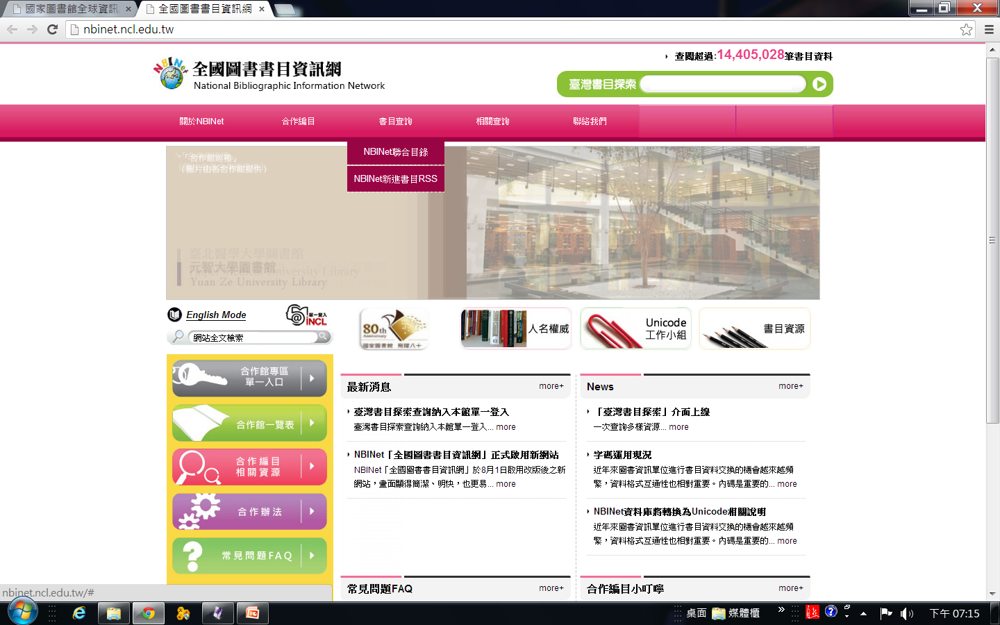 國家圖書館全球資訊
全國圖書書目資訊網
nbinet.ncl.edu.tw
查閱超過:14,405,028筆書目資料
NBINet
全國圖書書目資訊網
National Bibliographic Information Network
臺灣書目探索
關於NBINet
合作編目
書目查詢
相關查詢
聯絡我們
NBINet聯合目錄
NBINet新進書目RSS
「合作館巡禮」
（圖片由各合作館提供）
臺北醫學大學圖書館
元智大學圖書館
Yuan Ze University Library
English Mode
單一登入
INCL
網站全文檢索
80th
Anniversary
國家圖書館 飛躍八十
人名權威
Unicode
工作小組
書目資源
合作館專區
單一入口
合作館一覽表
合作編目
相關資源
合作辦法
常見問題FAQ
最新消息
more+
臺灣書目探索查詢納入本館單一登入
臺灣書目探索查詢納入本館單一登入... more
NBINet「全國圖書書目資訊網」正式啟用新網站
NBINet「全國圖書書目資訊網」於8月1日啟用改版後之新
網站，畫面顯得簡潔、明快，也更易... more
News
more+
「臺灣書目探索」介面上線
一次查詢多樣資源... more
字碼運用現況
近年來圖書資訊單位進行書目資料交換的機會越來越頻
繁，資料格式互通性也相對重要。內碼是重要的... more
NBINet資料庫將轉換為Unicode相關說明
近年來圖書資訊單位進行書目資料交換的機會越來越頻
繁，資料格式互通性也相對重要。內碼是重要的... more
常見問題FAQ
more+
合作編目小叮嚀
more+
nbinet.ncl.edu.tw/#
桌面
媒體櫃
下午 07:15